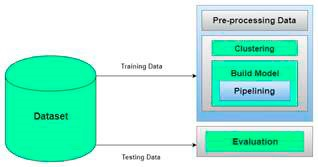 Pre-processing Data
Clustering
Training Data
Build Model
Pipelining
Dataset
Evaluation
Testing Data